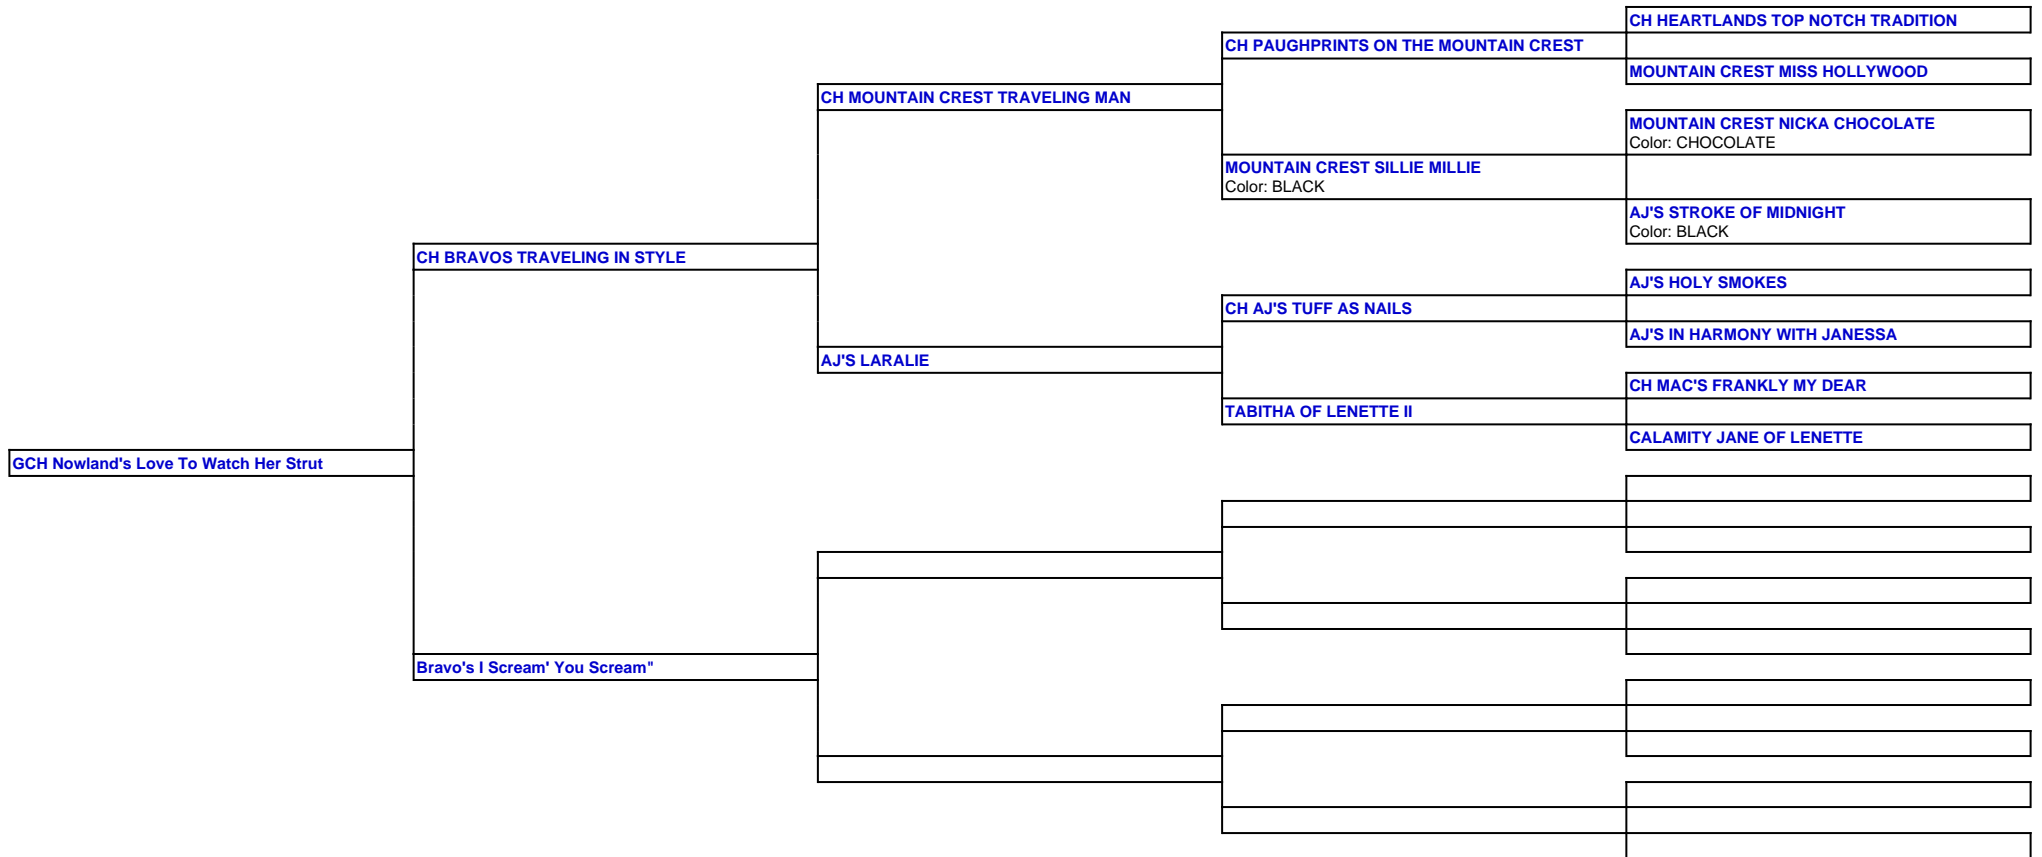 CH HEARTLANDS TOP NOTCH TRADITION
CH PAUGHPRINTS ON THE MOUNTAIN CREST
MOUNTAIN CREST MISS HOLLYWOOD
CH MOUNTAIN CREST TRAVELING MAN
MOUNTAIN CREST NICKA CHOCOLATE
Color: CHOCOLATE
MOUNTAIN CREST SILLIE MILLIE
Color: BLACK
AJ'S STROKE OF MIDNIGHT
Color: BLACK
CH BRAVOS TRAVELING IN STYLE
AJ'S HOLY SMOKES
CH AJ'S TUFF AS NAILS
AJ'S IN HARMONY WITH JANESSA
AJ'S LARALIE
CH MAC'S FRANKLY MY DEAR
TABITHA OF LENETTE II
CALAMITY JANE OF LENETTE
GCH Nowland's Love To Watch Her Strut
Bravo's I Scream' You Scream"